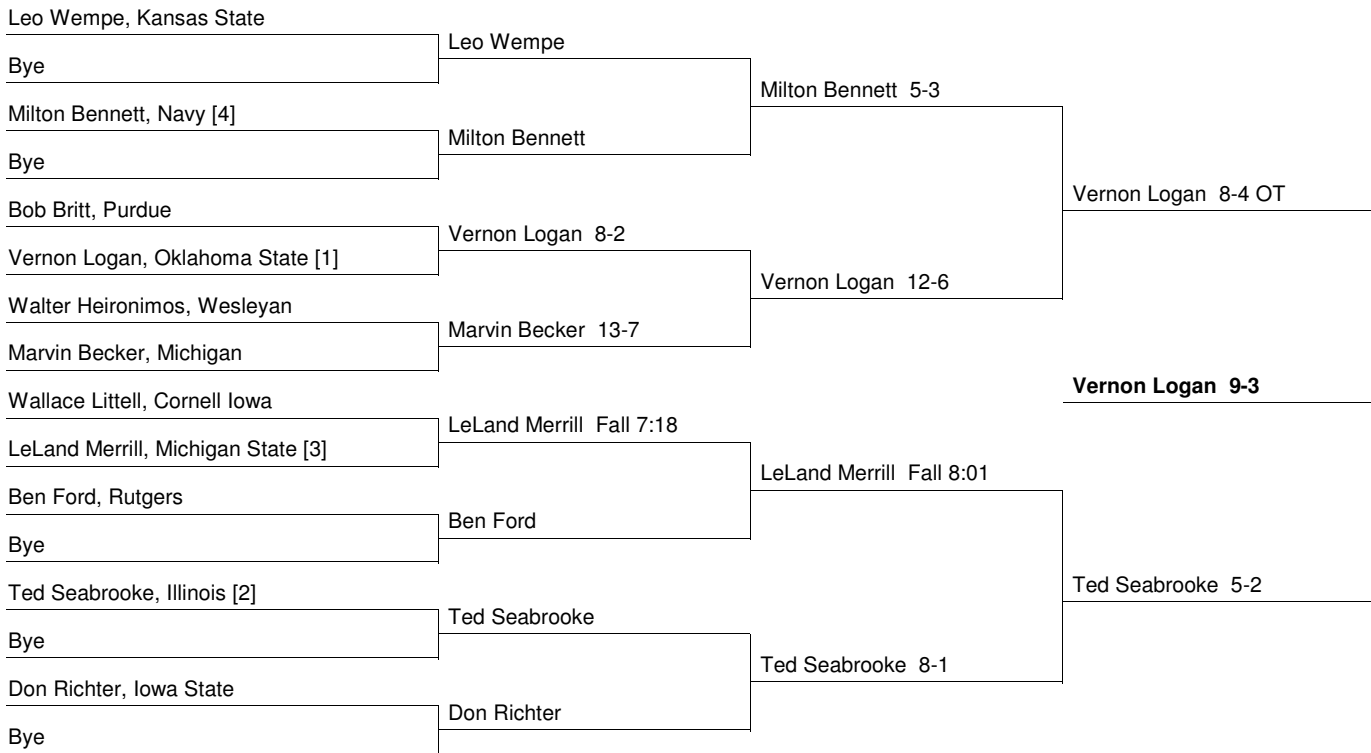 Leo Wempe, Kansas State
Bye
Milton Bennett, Navy [4]
Bye
Bob Britt, Purdue
Vernon Logan, Oklahoma State [1]
Walter Heironimos, Wesleyan
Marvin Becker, Michigan
Wallace Littell, Cornell Iowa
LeLand Merrill, Michigan State [3]
Ben Ford, Rutgers
Bye
Ted Seabrooke, Illinois [2]
Bye
Don Richter, Iowa State
Bye
Leo Wempe
Milton Bennett
Vernon Logan 8-2
Marvin Becker 13-7
LeLand Merrill Fall 7:18
Ben Ford
Ted Seabrooke
Don Richter
Milton Bennett 5-3
Vernon Logan 12-6
LeLand Merrill Fall 8:01
Ted Seabrooke 8-1
Vernon Logan 8-4 OT
Vernon Logan 9-3
Ted Seabrooke 5-2